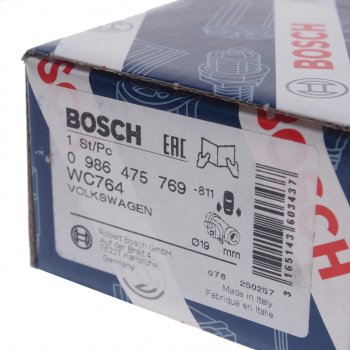 BOSCH
BOSCH
1 St/Pc
EAC
0 986 475 769 -811
WC764
VOLKSWAGEN
Ø19 mm
BOSCH
Robert Bosch GmbH,
Auf der Breit 4
76227 Karlsruhe
Germany
076 250257
Made in Italy
Fabriqué en Italie
3 165143 603437